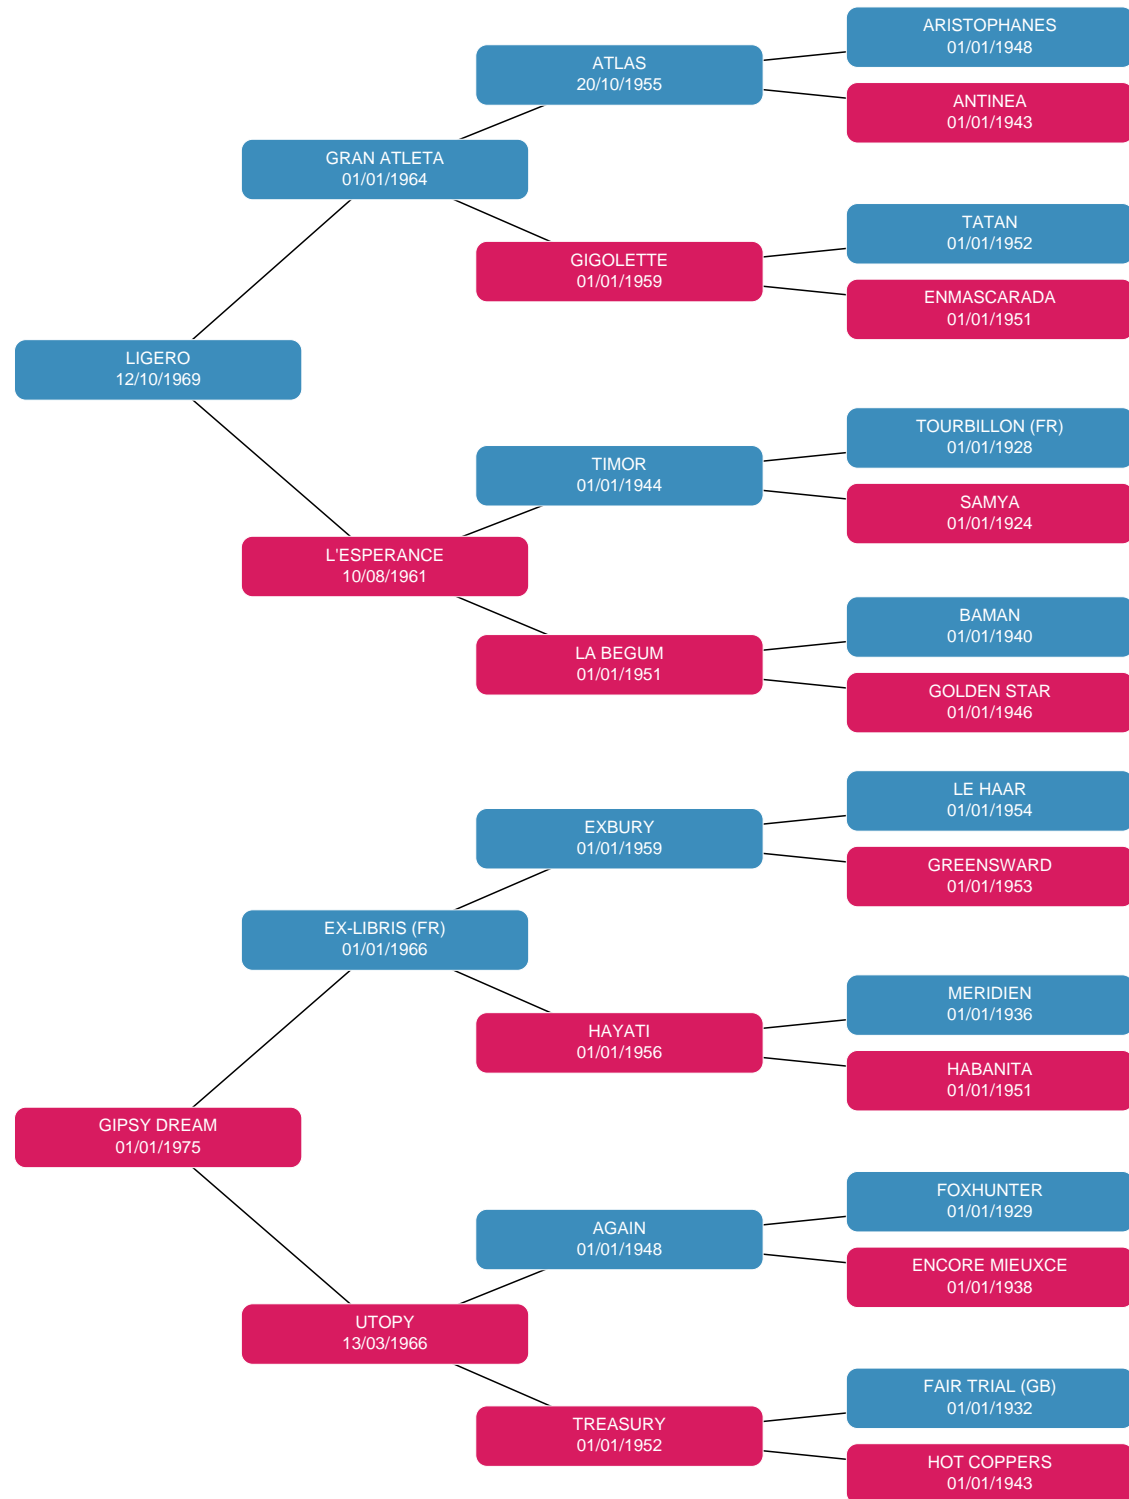 ARISTOPHANES
01/01/1948
ATLAS
20/10/1955
ANTINEA
01/01/1943
GRAN ATLETA
01/01/1964
TATAN
01/01/1952
GIGOLETTE
01/01/1959
ENMASCARADA
01/01/1951
LIGERO
12/10/1969
TOURBILLON (FR)
01/01/1928
TIMOR
01/01/1944
SAMYA
01/01/1924
L'ESPERANCE
10/08/1961
BAMAN
01/01/1940
LA BEGUM
01/01/1951
GOLDEN STAR
01/01/1946
LE HAAR
01/01/1954
EXBURY
01/01/1959
GREENSWARD
01/01/1953
EX-LIBRIS (FR)
01/01/1966
MERIDIEN
01/01/1936
HAYATI
01/01/1956
HABANITA
01/01/1951
GIPSY DREAM
01/01/1975
FOXHUNTER
01/01/1929
AGAIN
01/01/1948
ENCORE MIEUXCE
01/01/1938
UTOPY
13/03/1966
FAIR TRIAL (GB)
01/01/1932
TREASURY
01/01/1952
HOT COPPERS
01/01/1943